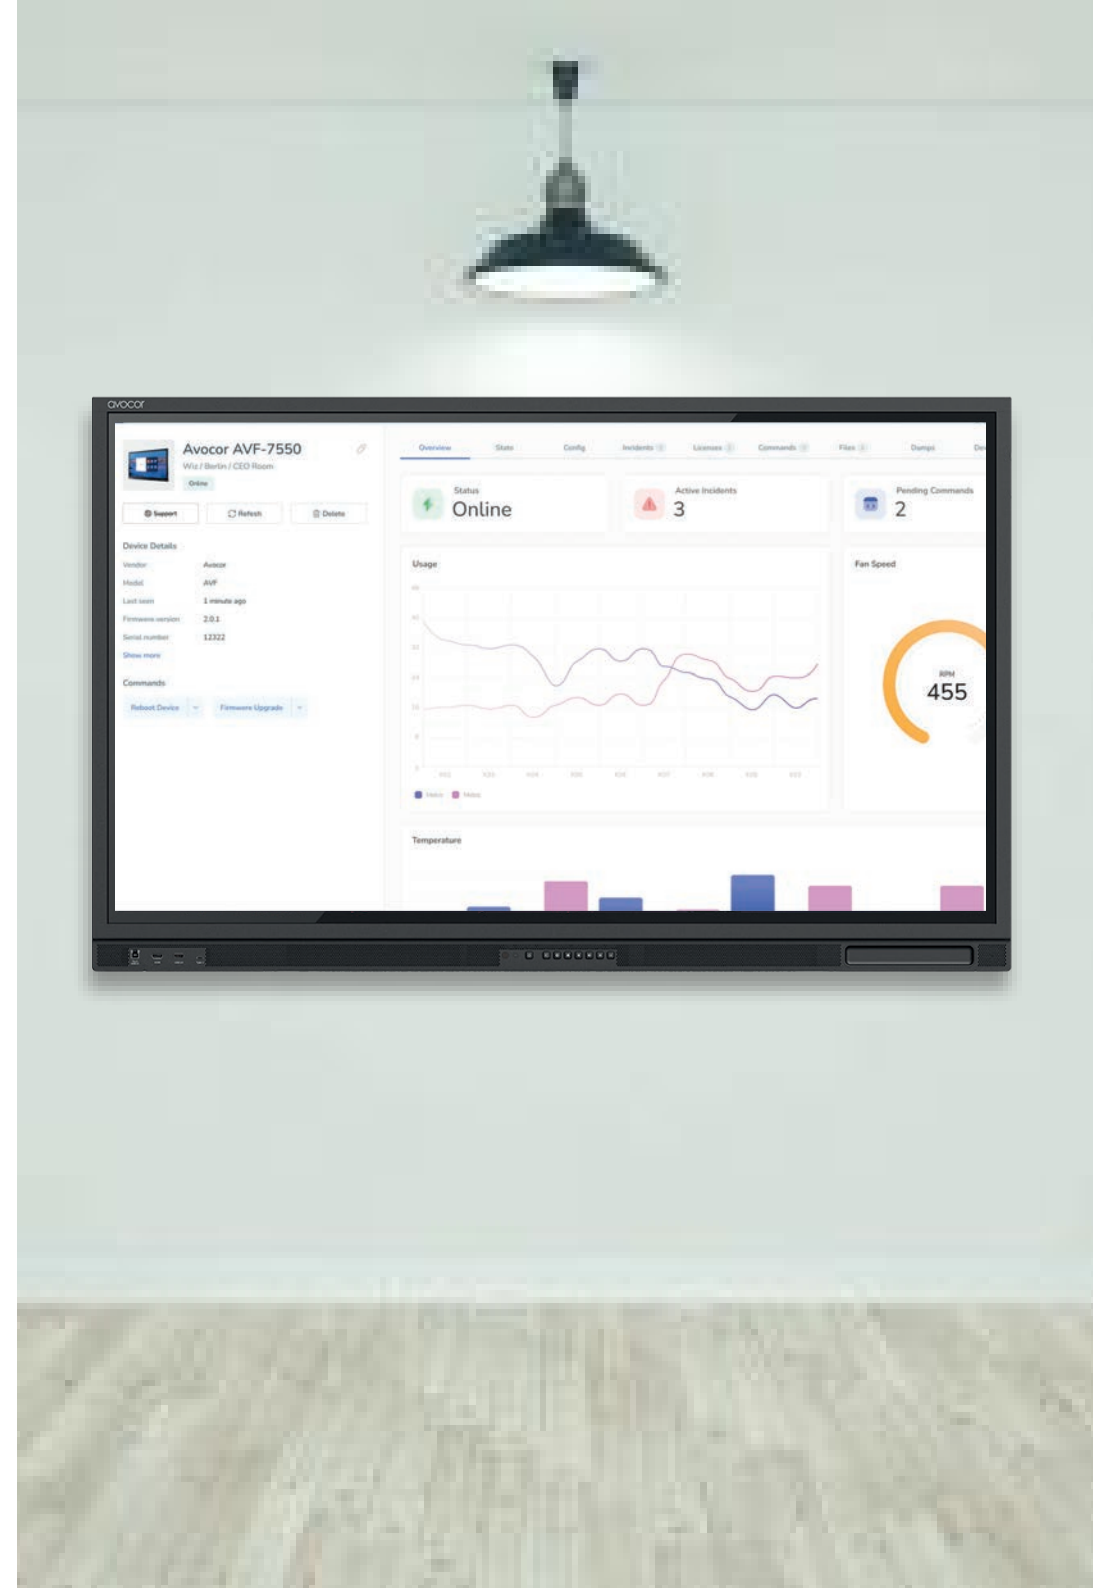 avocor
Avocor AVF-7550
Wiz / Berlin / CEO Room
Online
Support
Refresh
Delete
Device Details
Vendor Avocor
Model AVF
Last seen 1 minute ago
Firmware version 2.0.1
Serial number 12322
Show more
Commands
Reboot Device
Firmware Upgrade
Overview
State
Config
Incidents
Licenses
Commands
Files
Dumps
Status
Online
Active Incidents
3
Pending Commands
2
Usage
Fan Speed
RPM
455
0
Temperature